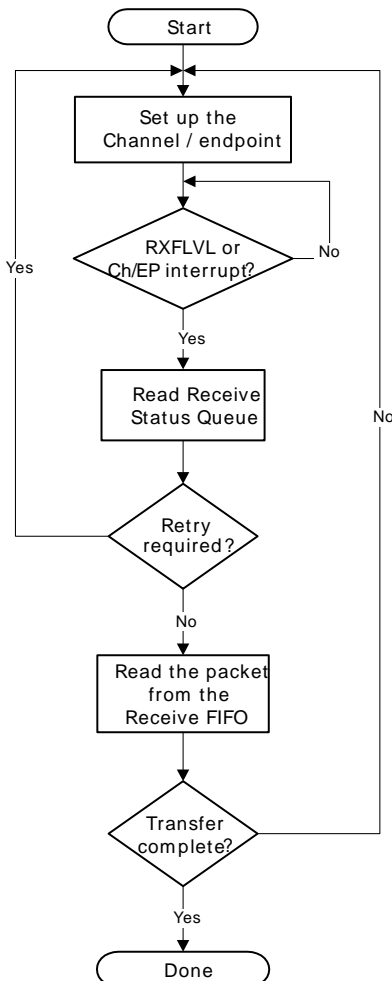 Start
Set up the
Channel / endpoint
RXFLVL or
Ch/EP interrupt?
No
Yes
Yes
Read Receive
Status Queue
No
Retry
required?
No
Read the packet
from the
Receive FIFO
Transfer
complete?
Yes
Done